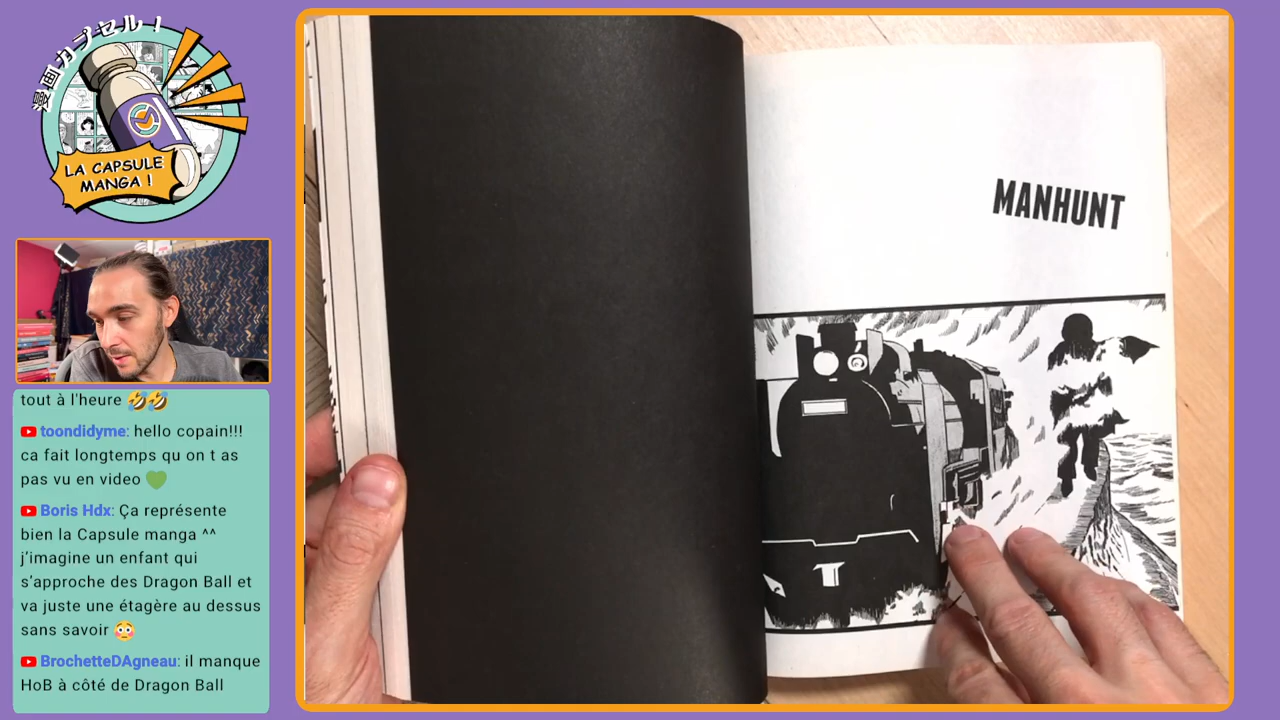 漫画カプセル!
LA CAPSULE
MANGA !
MANHUNT
tout à l'heure 🤣🤣
toondidyme: hello copain!!!
ca fait longtemps qu on t as
pas vu en video 💚
Boris Hdx: Ça représente
bien la Capsule manga ^^
j'imagine un enfant qui
s'approche des Dragon Ball et
va juste une étagère au dessus
sans savoir 😳
BrochetteDAgneau: il manque
HoB à côté de Dragon Ball